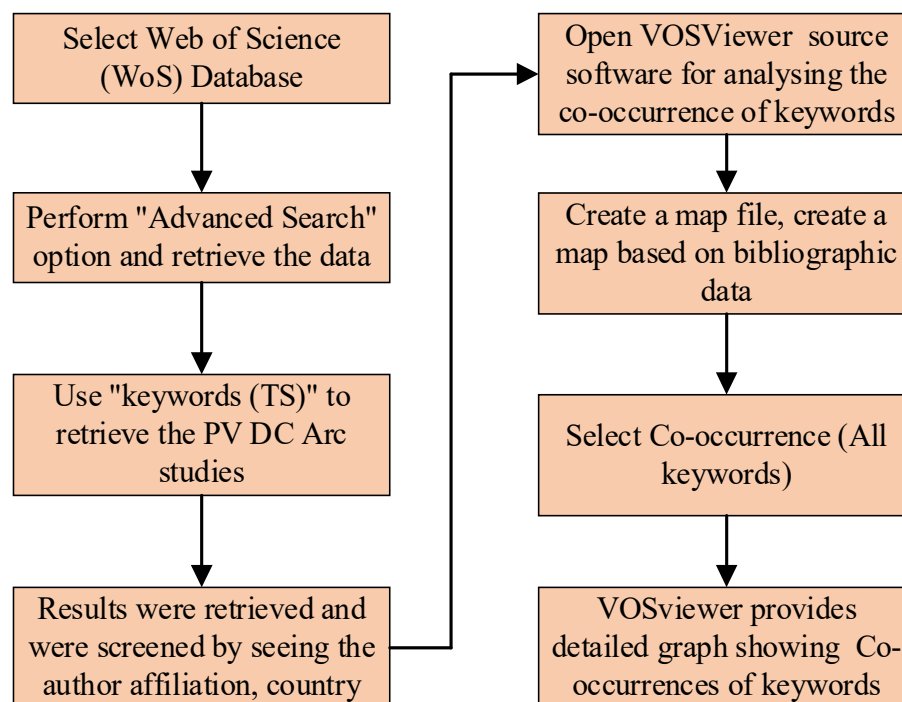 Select Web of Science
(WoS) Database
Perform "Advanced Search"
option and retrieve the data
Use "keywords (TS)" to
retrieve the PV DC Arc
studies
Results were retrieved and
were screened by seeing the
author affiliation, country
Open VOSViewer source
software for analysing the
co-occurrence of keywords
Create a map file, create a
map based on bibliographic
data
Select Co-occurrence (All
keywords)
VOSviewer provides
detailed graph showing Co-
occurrences of keywords